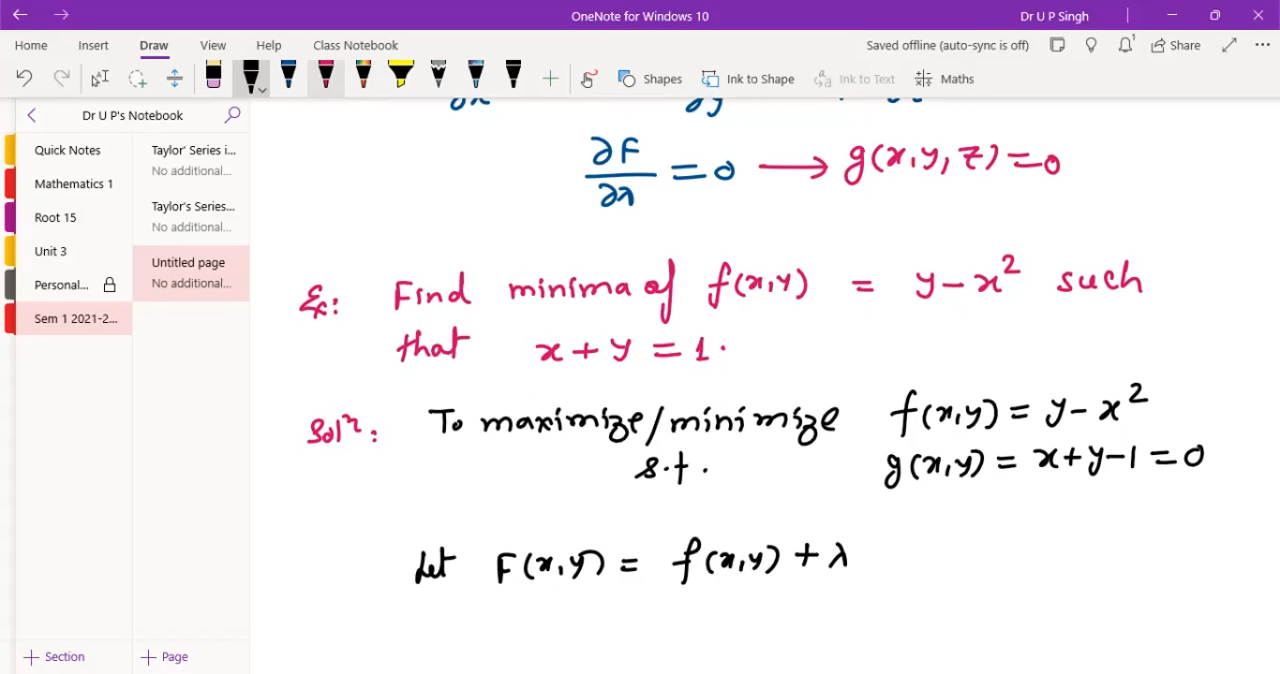 OneNote for Windows 10
Dr U P Singh
Home Insert Draw View Help Class Notebook
Saved offline (auto-sync is off)
Share
Shapes
Ink to Shape
Ink to Text
Maths
Dr U P's Notebook
Quick Notes
Mathematics 1
Root 15
Unit 3
Personal...
Sem 1 2021-2...
Taylor' Series i...
No additional...
Taylor's Series...
No additional...
Untitled page
No additional...
Section
Page
∂F/∂λ = 0 → g(x,y,z) = 0
Ex: Find minima of f(x,y) = y-x² such
that x+y=1.
Solⁿ: To maximize/minimize f(x,y) = y-x²
s.t. g(x,y) = x+y-1=0
Let F(x,y) = f(x,y) + λ